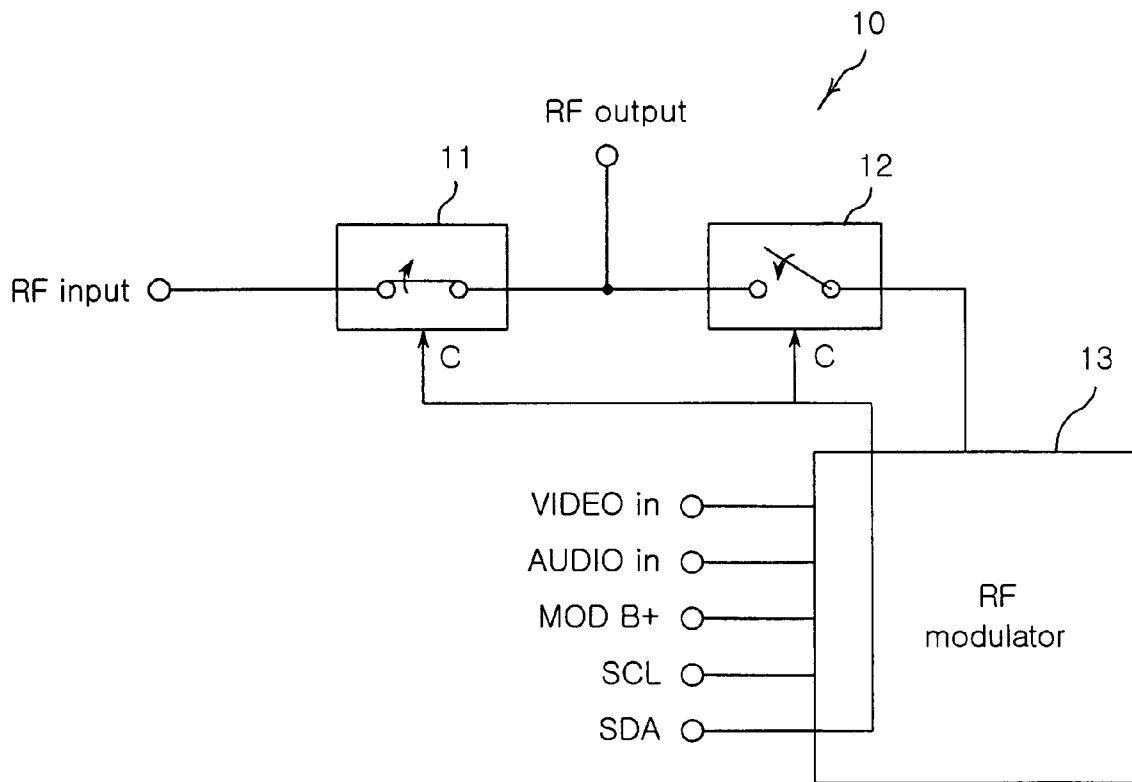 10
RF output
11
12
RF input
C
C
13
VIDEO in
AUDIO in
MOD B+
SCL
SDA
RF
modulator